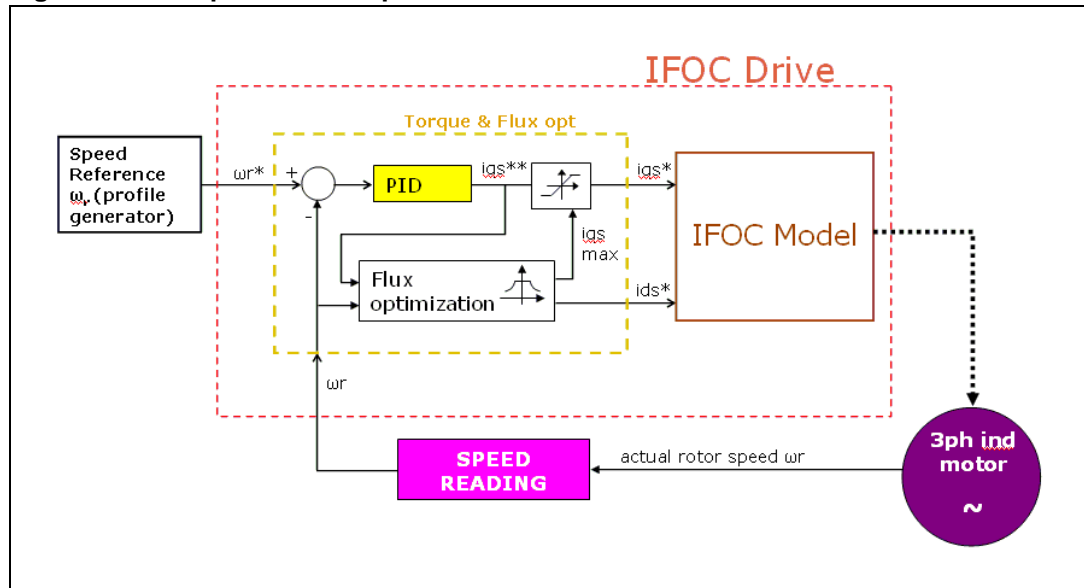 IFOC Drive
Torque & Flux opt
Speed
Reference
ωr (profile
generator)
ωr*
+
-
PID
iqs**
iqs*
iqs
max
Flux
optimization
ids*
IFOC Model
ωr
SPEED
READING
actual rotor speed ωr
3ph ind
motor
~